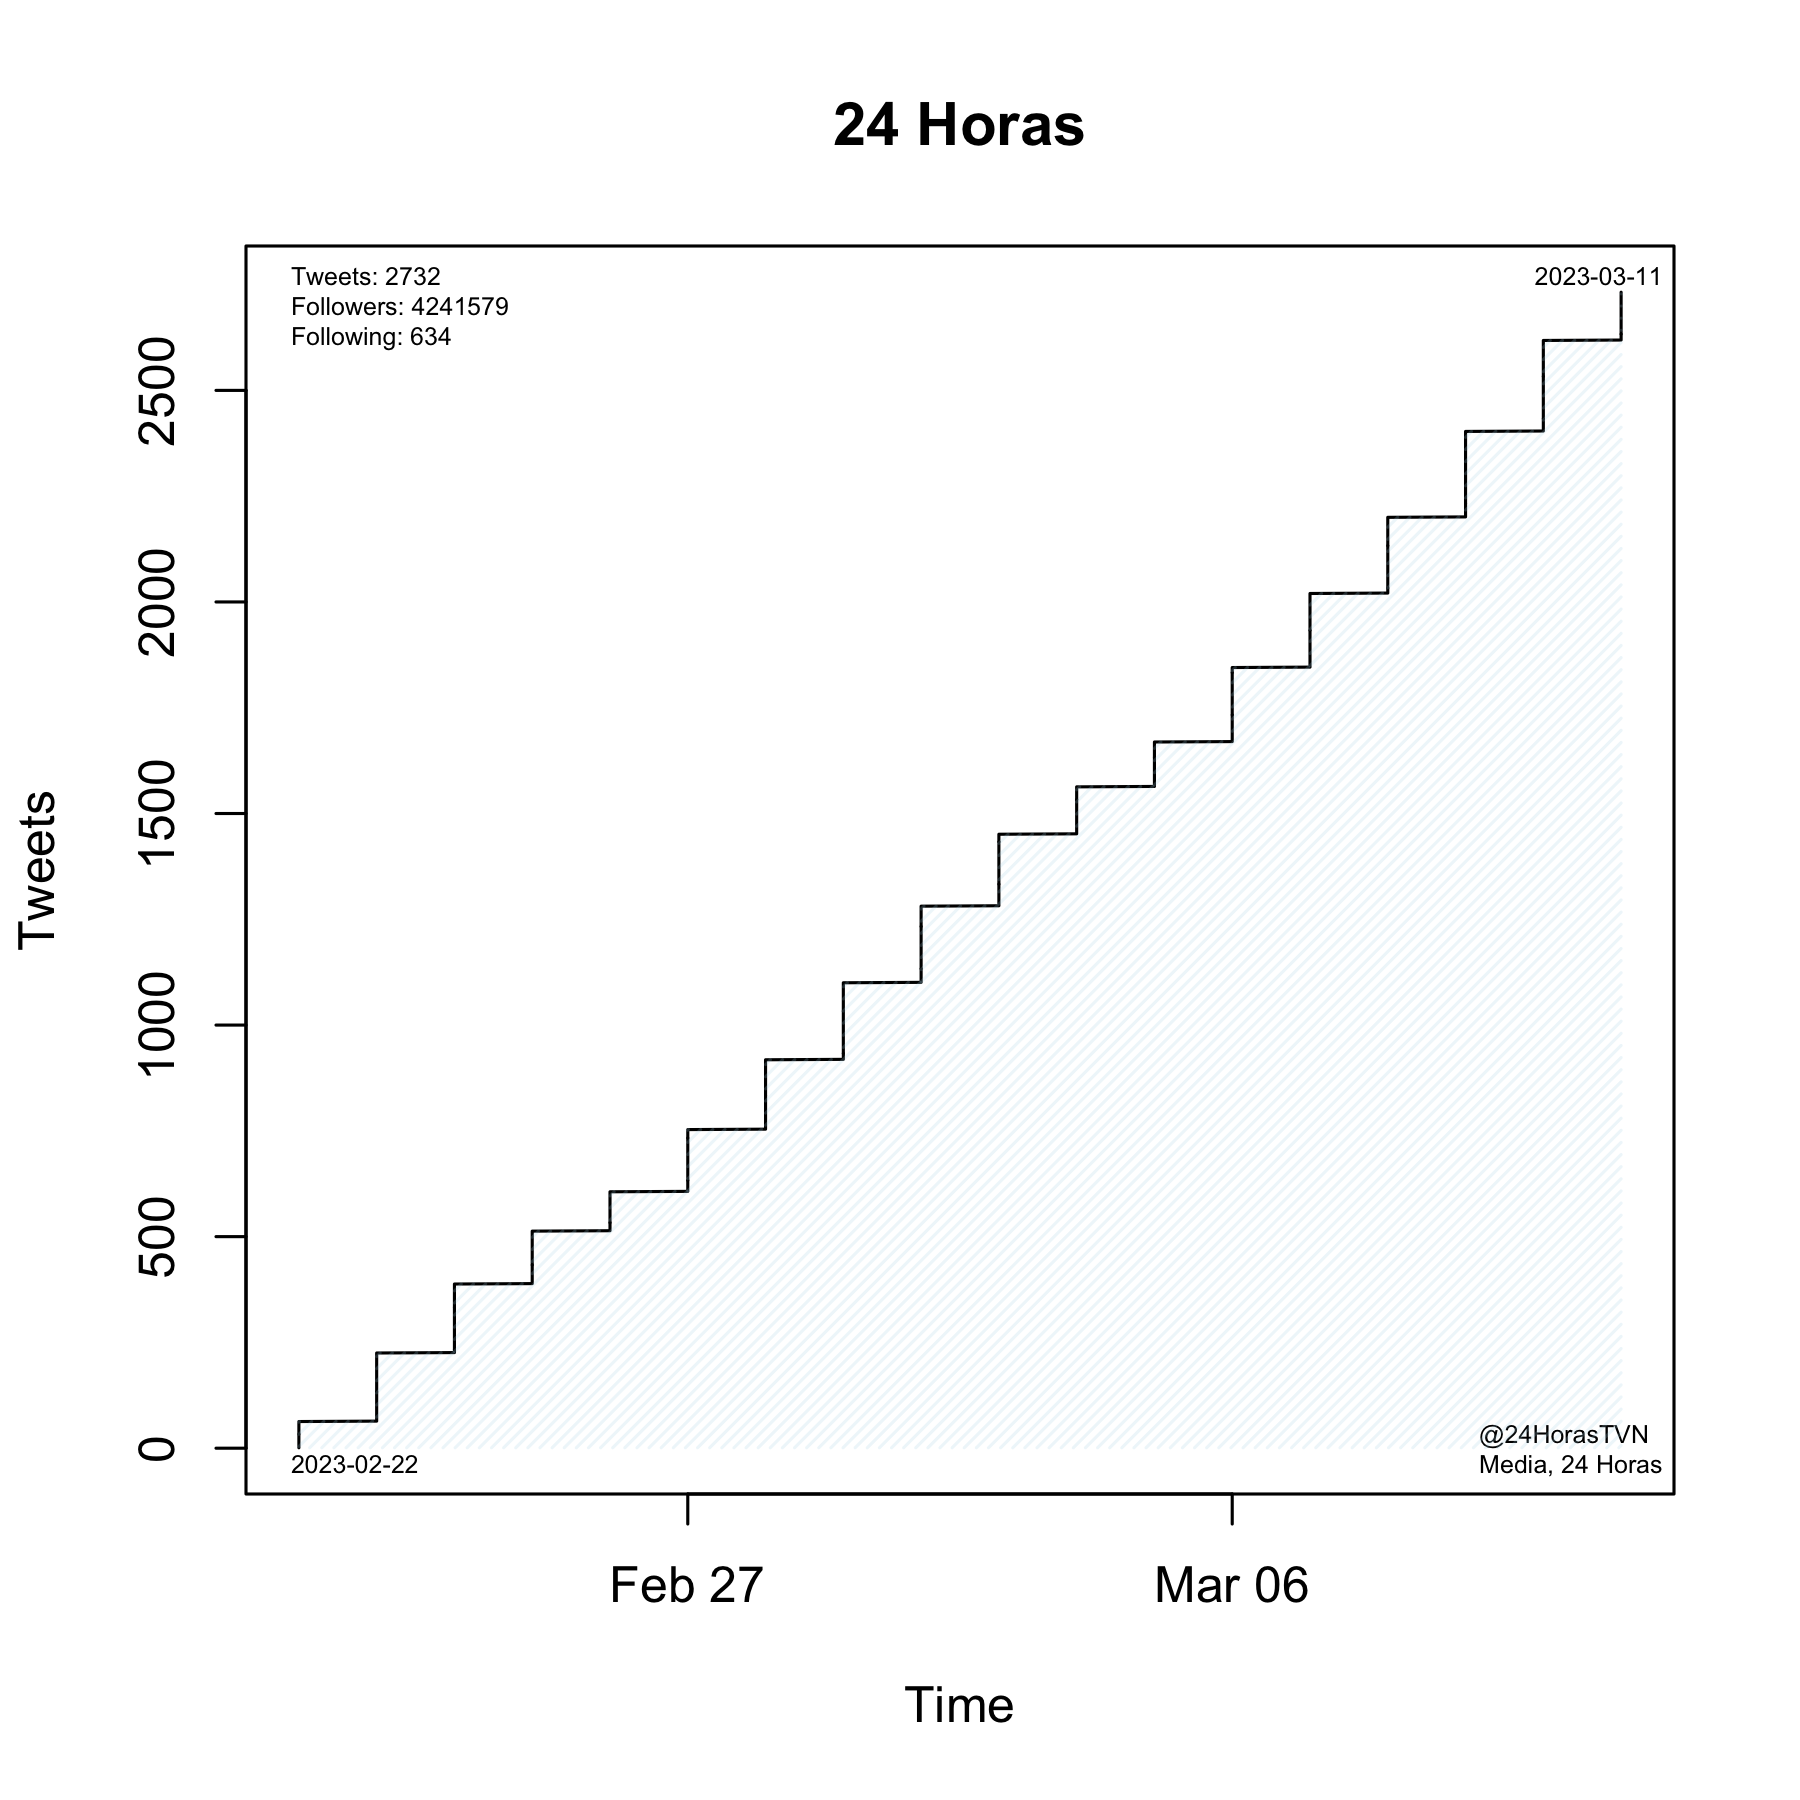 24 Horas
Tweets: 2732
Followers: 4241579
Following: 634
2023-03-11
2500
2000
1500
1000
500
0
Tweets
2023-02-22
@24HorasTVN
Media, 24 Horas
Feb 27
Mar 06
Time